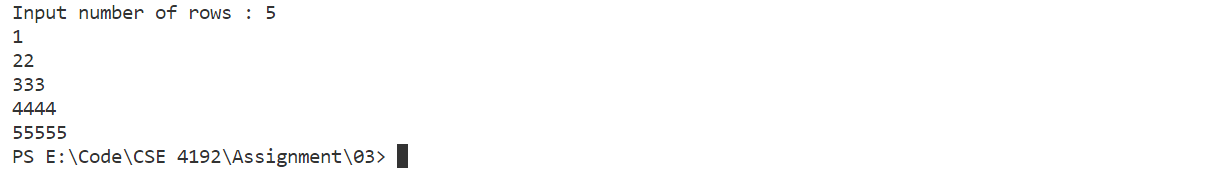 Input number of rows : 5
1
22
333
4444
55555
PS E:\Code\CSE 4192\Assignment\03>